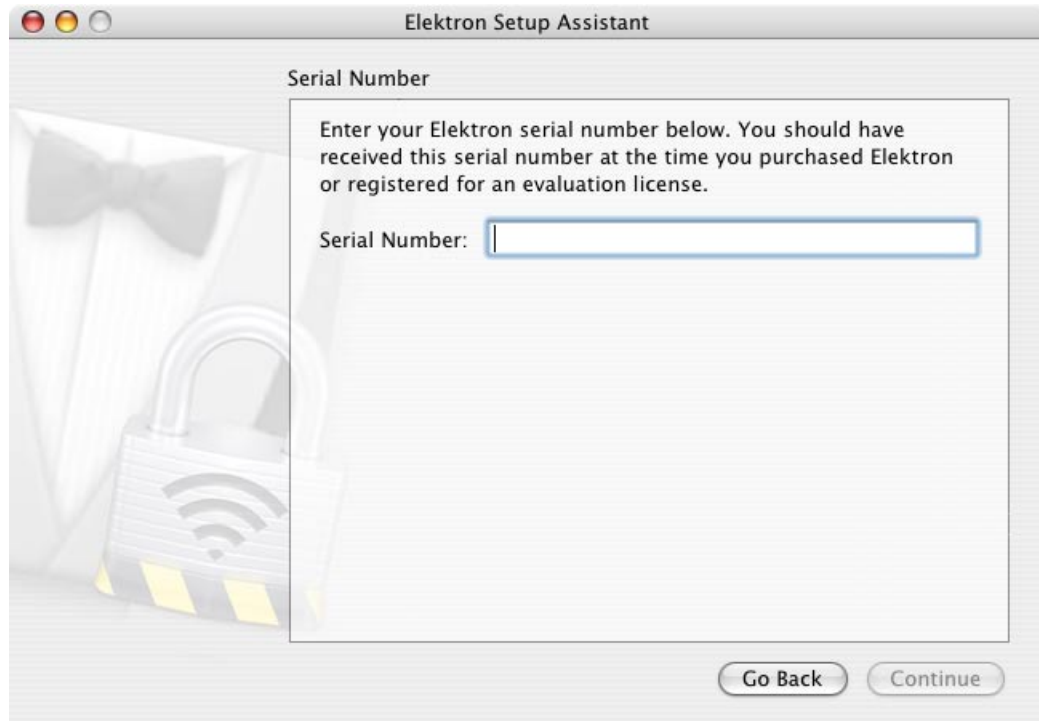 Elektron Setup Assistant
Serial Number
Enter your Elektron serial number below. You should have
received this serial number at the time you purchased Elektron
or registered for an evaluation license.
Serial Number:
Go Back
Continue